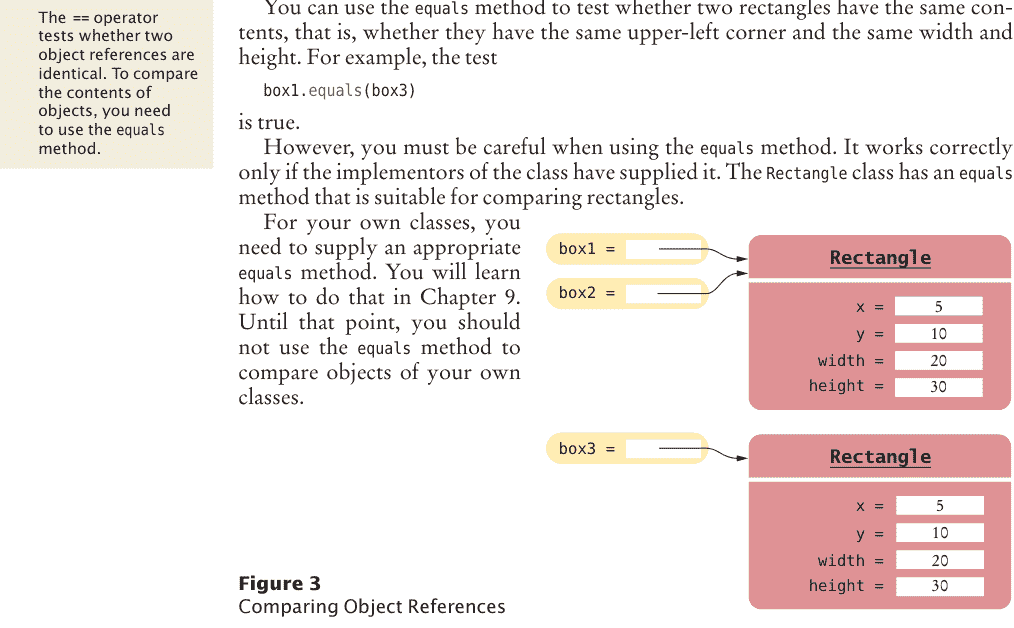 The == operator
tests whether two
object references are
identical. To compare
the contents of
objects, you need
to use the equals
method.
You can use the equals method to test whether two rectangles have the same con-
tents, that is, whether they have the same upper-left corner and the same width and
height. For example, the test
box1.equals(box3)
is true.
However, you must be careful when using the equals method. It works correctly
only if the implementors of the class have supplied it. The Rectangle class has an equals
method that is suitable for comparing rectangles.
For your own classes, you
need to supply an appropriate
equals method. You will learn
how to do that in Chapter 9.
Until that point, you should
not use the equals method to
compare objects of your own
classes.
box1 =
box2 =
Rectangle
x = 5
y = 10
width = 20
height = 30
box3 =
Rectangle
x = 5
y = 10
width = 20
height = 30
Figure 3
Comparing Object References